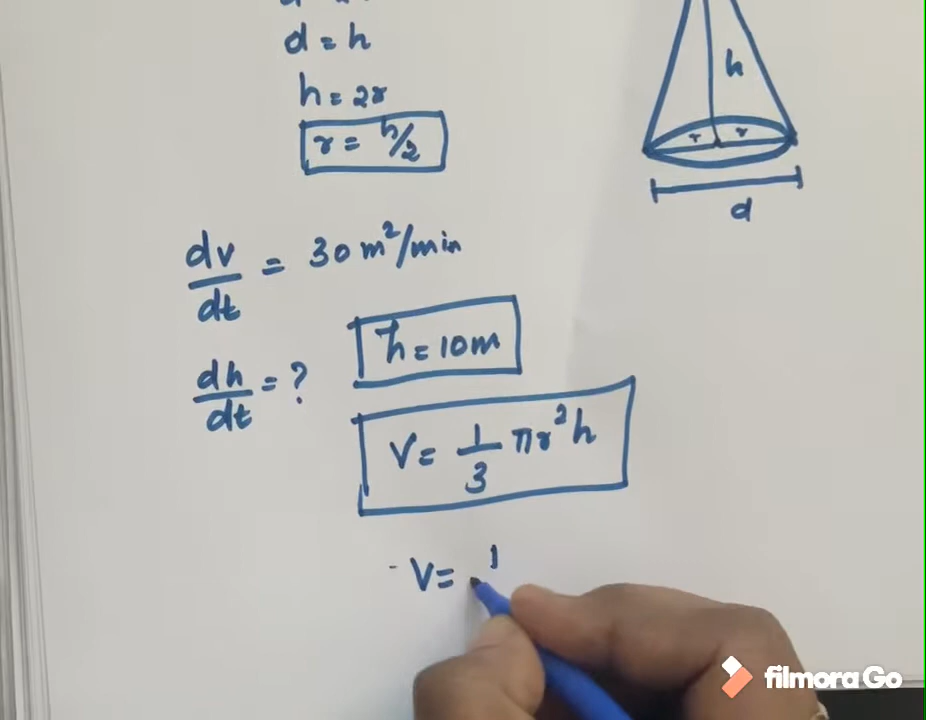 d = h
h = 2r
r = h/2
dv/dt = 30 m²/min
h = 10m
dh/dt = ?
V = 1/3 πr²h
V = 1
h
r r
d
filmoraGo